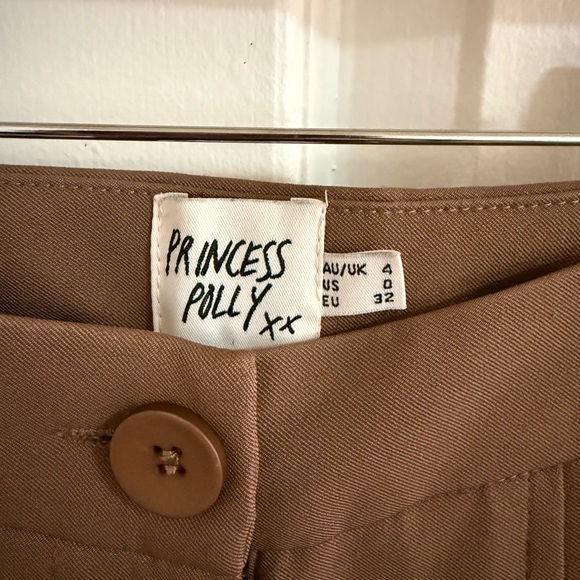 PRINCESS
POLLY xx
AU/UK 4
US 0
EU 32